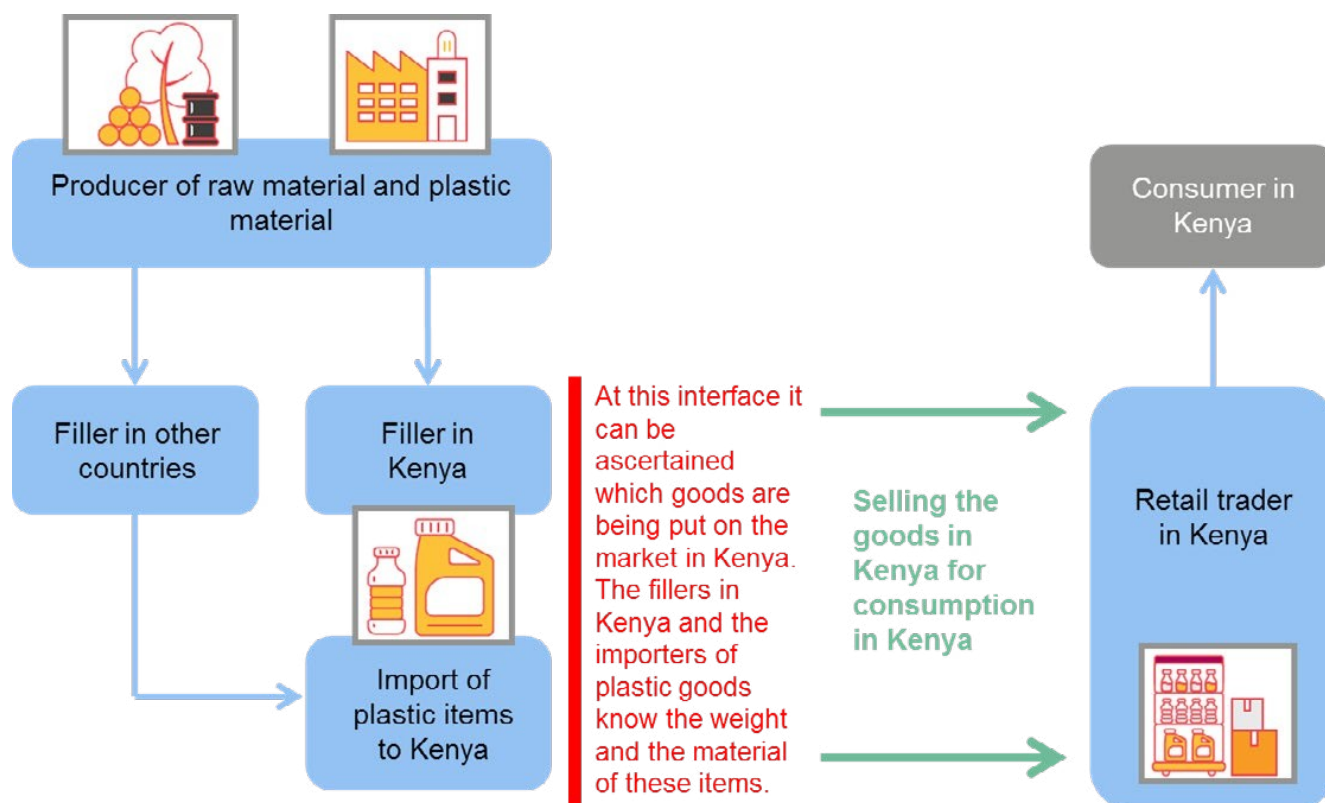 Producer of raw material and plastic
material
Consumer in
Kenya
Filler in other
countries
Filler in
Kenya
Import of
plastic items
to Kenya
At this interface it
can be
ascertained
which goods are
being put on the
market in Kenya.
The fillers in
Kenya and the
importers of
plastic goods
know the weight
and the material
of these items.
Selling the
goods in
Kenya for
consumption
in Kenya
Retail trader
in Kenya